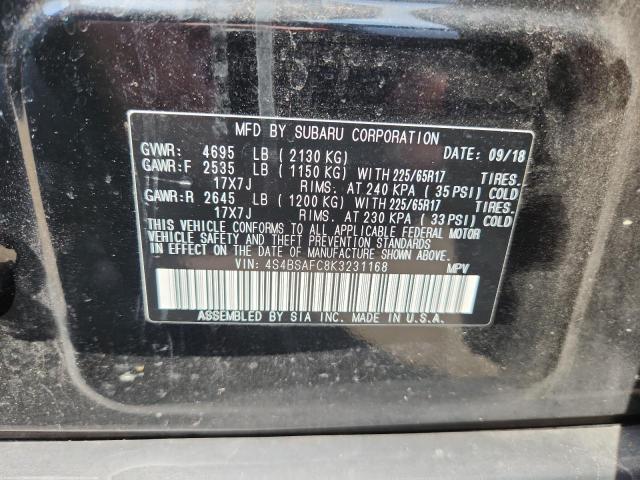 MFD BY SUBARU CORPORATION
GVWR: 4695 LB ( 2130 KG) DATE: 09/18
GAWR:F 2535 LB ( 1150 KG) WITH 225/65R17 TIRES.
17X7J RIMS. AT 240 KPA ( 35 PSI) COLD
GAWR:R 2645 LB ( 1200 KG) WITH 225/65R17 TIRES.
17X7J RIMS. AT 230 KPA ( 33 PSI) COLD
THIS VEHICLE CONFORMS TO ALL APPLICABLE FEDERAL MOTOR
VEHICLE SAFETY AND THEFT PREVENTION STANDARDS
IN EFFECT ON THE DATE OF MANUFACTURE SHOWN ABOVE.
VIN: 4S4BSAFC8K3231168 MPV
ASSEMBLED BY SIA INC. MADE IN U.S.A.